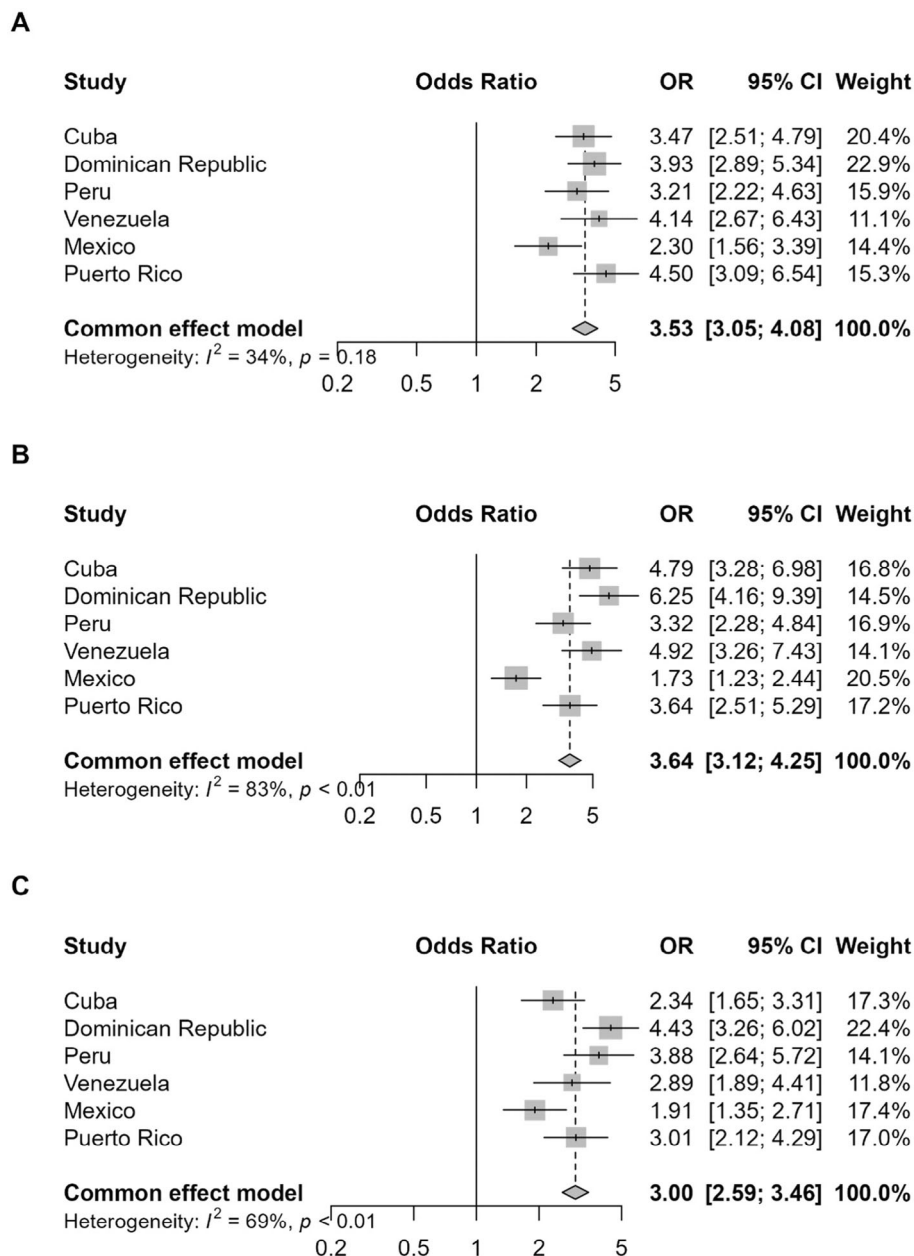 A
Study Odds Ratio OR 95% CI Weight
Cuba 3.47 [2.51; 4.79] 20.4%
Dominican Republic 3.93 [2.89; 5.34] 22.9%
Peru 3.21 [2.22; 4.63] 15.9%
Venezuela 4.14 [2.67; 6.43] 11.1%
Mexico 2.30 [1.56; 3.39] 14.4%
Puerto Rico 4.50 [3.09; 6.54] 15.3%
Common effect model 3.53 [3.05; 4.08] 100.0%
Heterogeneity: I² = 34%, p = 0.18
0.2 0.5 1 2 5
B
Study Odds Ratio OR 95% CI Weight
Cuba 4.79 [3.28; 6.98] 16.8%
Dominican Republic 6.25 [4.16; 9.39] 14.5%
Peru 3.32 [2.28; 4.84] 16.9%
Venezuela 4.92 [3.26; 7.43] 14.1%
Mexico 1.73 [1.23; 2.44] 20.5%
Puerto Rico 3.64 [2.51; 5.29] 17.2%
Common effect model 3.64 [3.12; 4.25] 100.0%
Heterogeneity: I² = 83%, p < 0.01
0.2 0.5 1 2 5
C
Study Odds Ratio OR 95% CI Weight
Cuba 2.34 [1.65; 3.31] 17.3%
Dominican Republic 4.43 [3.26; 6.02] 22.4%
Peru 3.88 [2.64; 5.72] 14.1%
Venezuela 2.89 [1.89; 4.41] 11.8%
Mexico 1.91 [1.35; 2.71] 17.4%
Puerto Rico 3.01 [2.12; 4.29] 17.0%
Common effect model 3.00 [2.59; 3.46] 100.0%
Heterogeneity: I² = 69%, p < 0.01
0.2 0.5 1 2 5